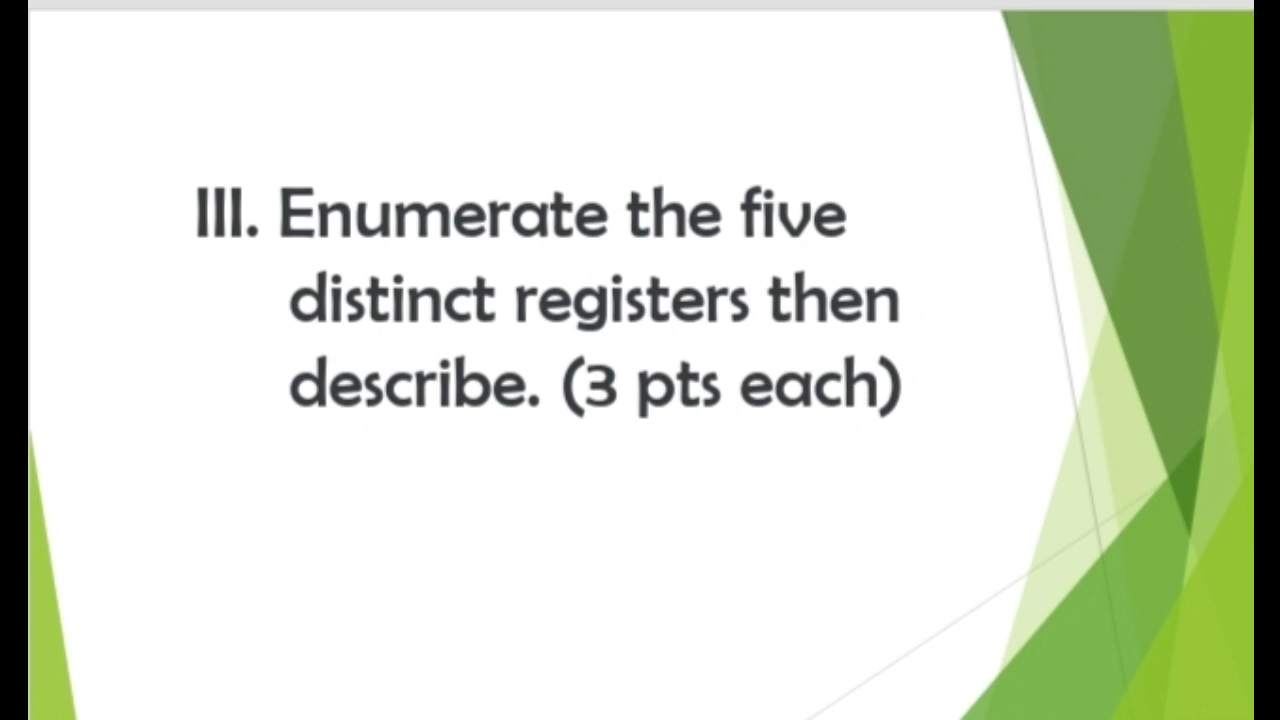 III. Enumerate the five
distinct registers then
describe. (3 pts each)